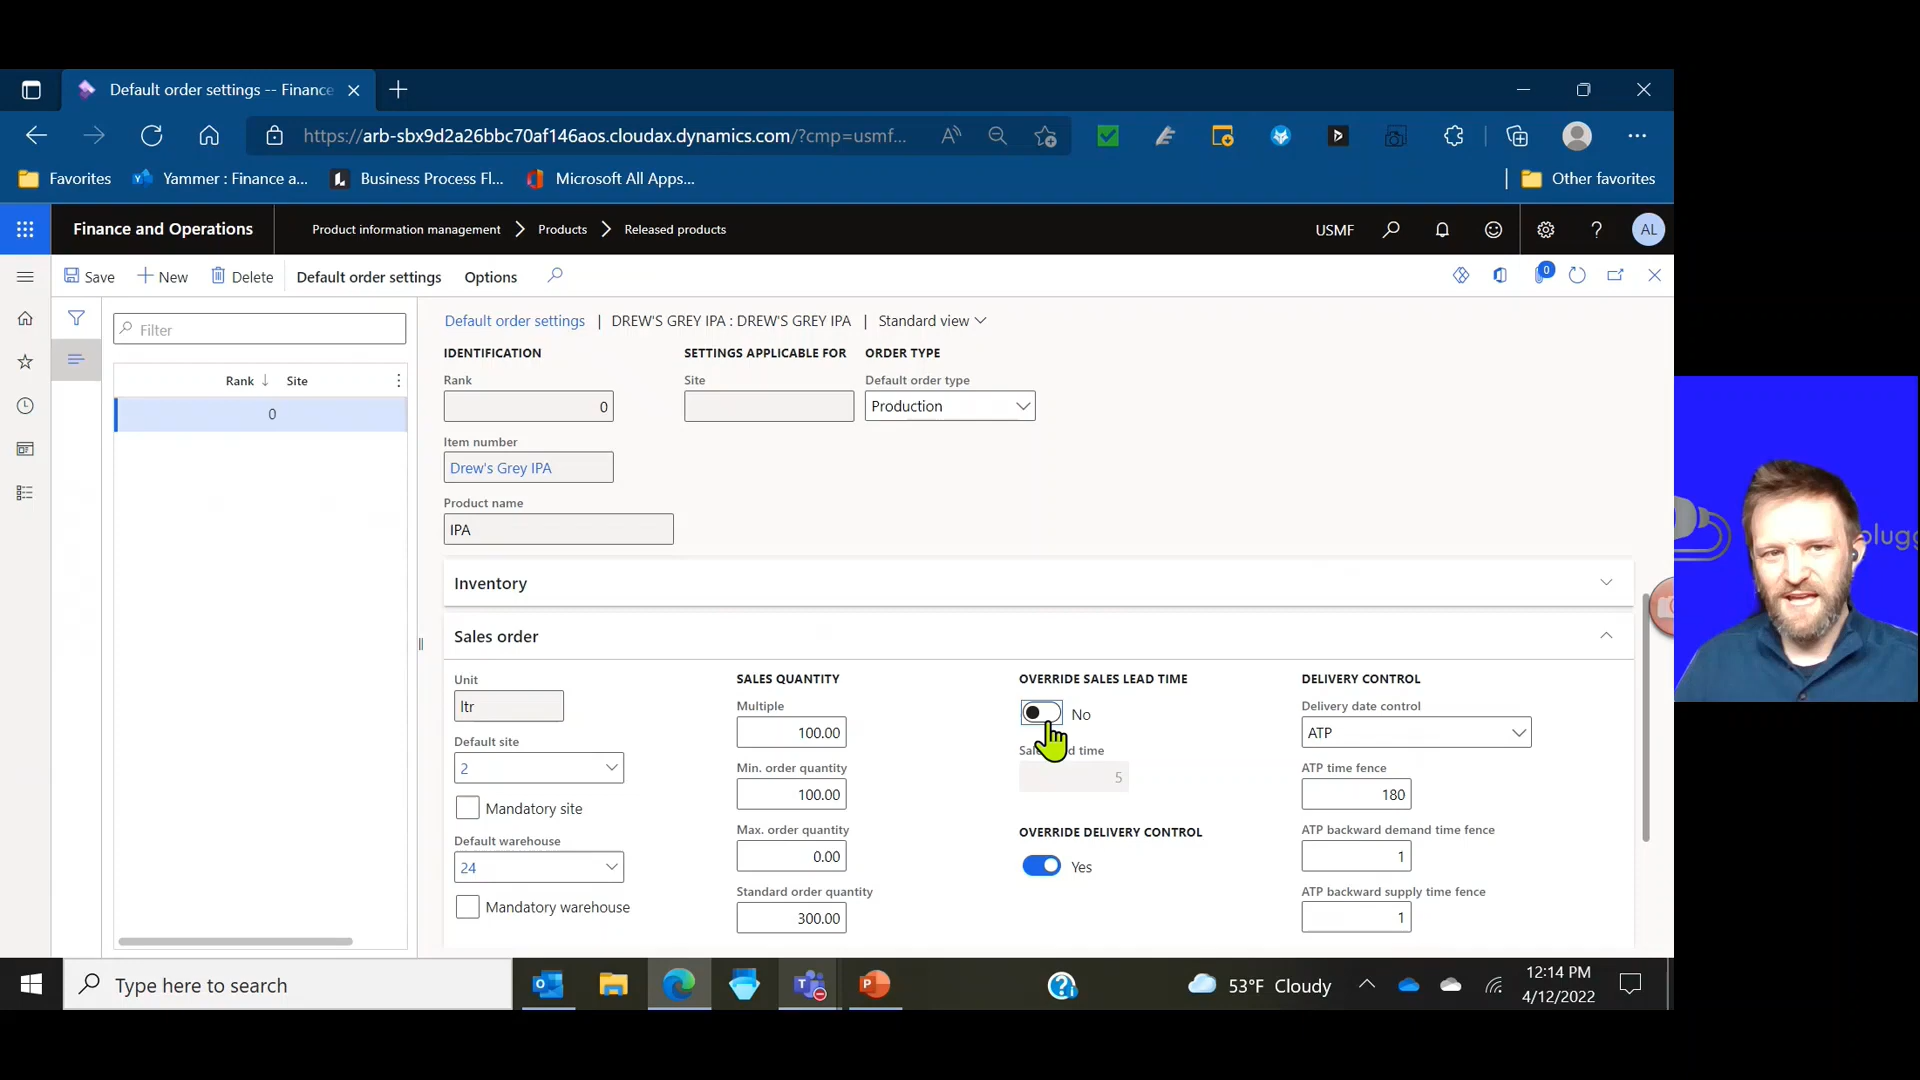 Default order settings -- Finance
https://arb-sbx9d2a26bbc70af146aos.cloudax.dynamics.com/?cmp=usmf...
Favorites
Yammer : Finance a...
Business Process Fl...
Microsoft All Apps...
Other favorites
Finance and Operations
Product information management
Products
Released products
USMF
AL
Save
New
Delete
Default order settings
Options
0
Filter
Default order settings | DREW'S GREY IPA : DREW'S GREY IPA | Standard view
Rank Site
0
IDENTIFICATION
Rank
0
Item number
Drew's Grey IPA
Product name
IPA
SETTINGS APPLICABLE FOR
Site
ORDER TYPE
Default order type
Production
Inventory
Sales order
Unit
ltr
Default site
2
Mandatory site
Default warehouse
24
Mandatory warehouse
SALES QUANTITY
Multiple
100.00
Min. order quantity
100.00
Max. order quantity
0.00
Standard order quantity
300.00
OVERRIDE SALES LEAD TIME
No
5
OVERRIDE DELIVERY CONTROL
Yes
DELIVERY CONTROL
Delivery date control
ATP
ATP time fence
180
ATP backward demand time fence
1
ATP backward supply time fence
1
Type here to search
53°F Cloudy
12:14 PM
4/12/2022